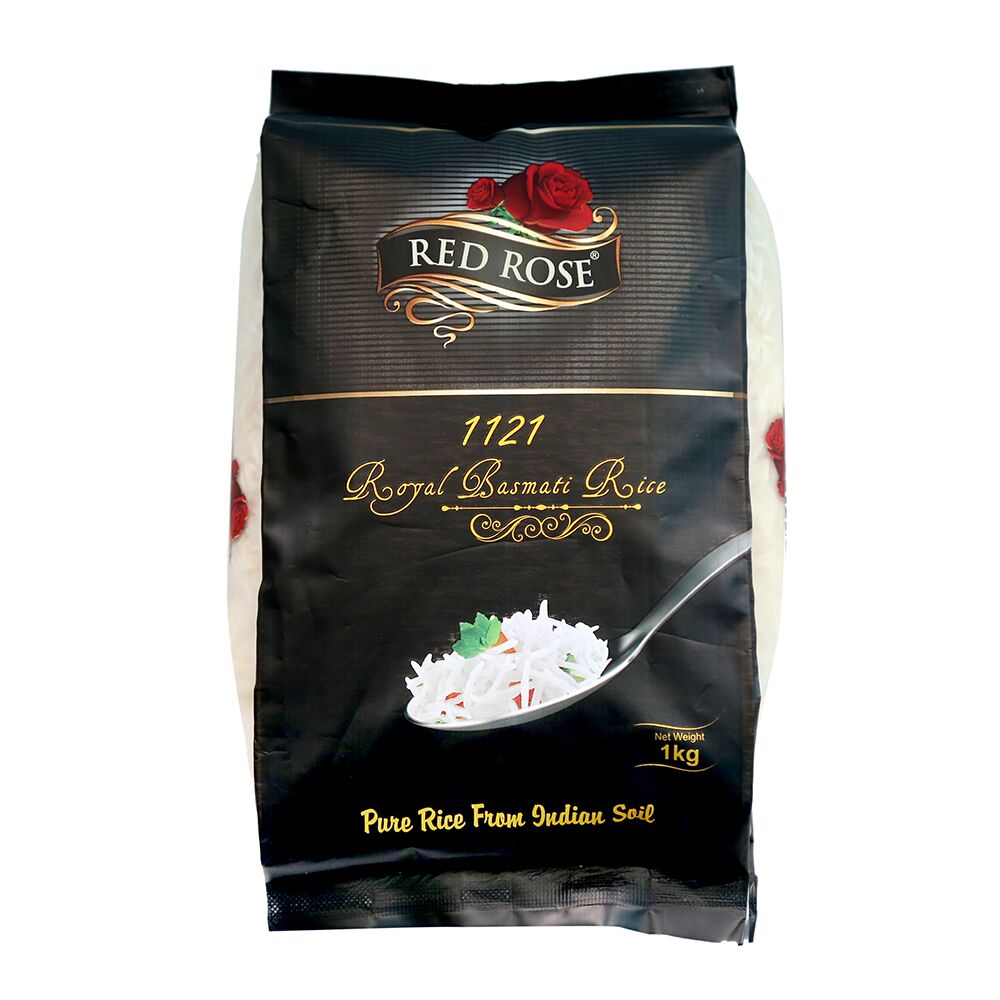 RED ROSE®
1121
Royal Basmati Rice
Net Weight
1kg
Pure Rice From Indian Soil